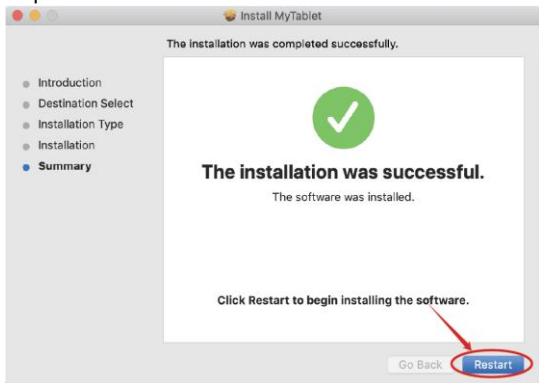 Install MyTablet
The installation was completed successfully.
Introduction
Destination Select
Installation Type
Installation
Summary
The installation was successful.
The software was installed.
Click Restart to begin installing the software.
Go Back
Restart